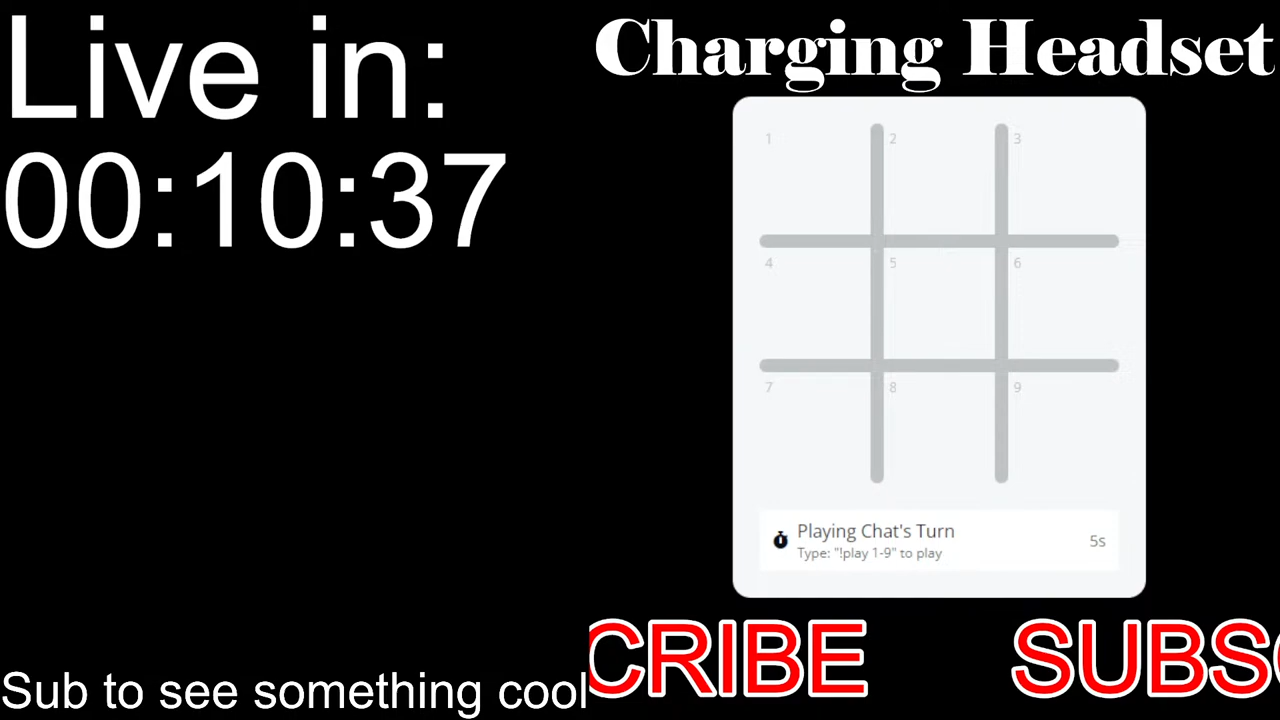 Live in:
00:10:37
Charging Headset
1 2 3
4 5 6
7 8 9
Playing Chat's Turn
Type: "!play 1-9" to play
5s
Sub to see something cool
CRIBE SUBS